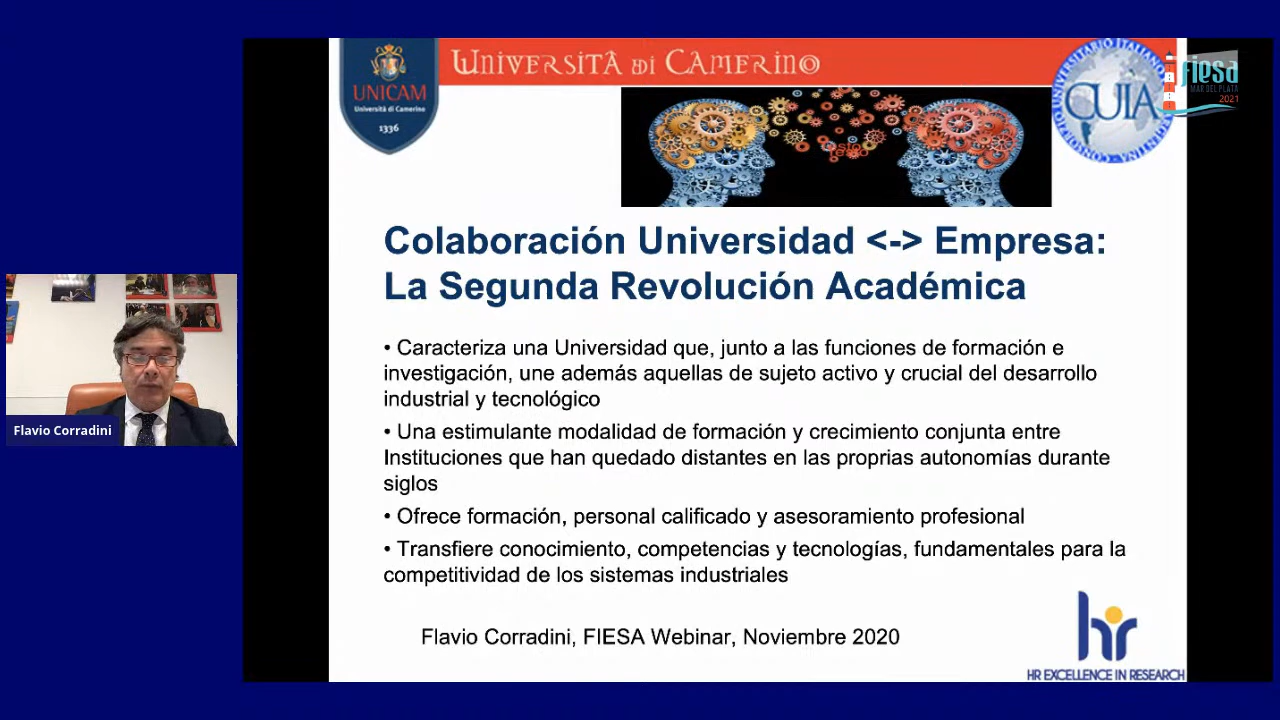 UNICAM
Università di Camerino
1336
Università di Camerino
CUIA
fiesa
MAR DEL PLATA
2021
Colaboración Universidad <-> Empresa:
La Segunda Revolución Académica
• Caracteriza una Universidad que, junto a las funciones de formación e
investigación, une además aquellas de sujeto activo y crucial del desarrollo
industrial y tecnológico
• Una estimulante modalidad de formación y crecimiento conjunta entre
Instituciones que han quedado distantes en las proprias autonomías durante
siglos
• Ofrece formación, personal calificado y asesoramiento profesional
• Transfiere conocimiento, competencias y tecnologías, fundamentales para la
competitividad de los sistemas industriales
Flavio Corradini, FIESA Webinar, Noviembre 2020
hr
HR EXCELLENCE IN RESEARCH
Flavio Corradini